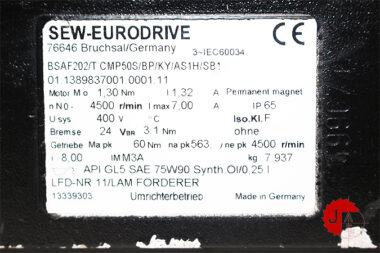 SEW-EURODRIVE
76646 Bruchsal/Germany 3~IEC60034
BSAF202/T CMP50S/BP/KY/AS1H/SB1
01.1389837001.0001.11
Motor Mo 1,30 Nm I 1,32 A Permanent magnet
n N0- 4500 r/min I max 7,00 A IP 65
U sys 400 °C ~ Iso.Kl. F
Bremse 24 VBR 3.1 Nm ohne
Getriebe Ma pk 60 Nm na pk 563. / ne pk 4500 r/min
i 8,00 IM M3A kg 7.937
API GL5 SAE 75W90 Synth Öl/0,25 l
LFD-NR 11/LAM FORDERER
13339303 Umrichterbetrieb Made in Germany